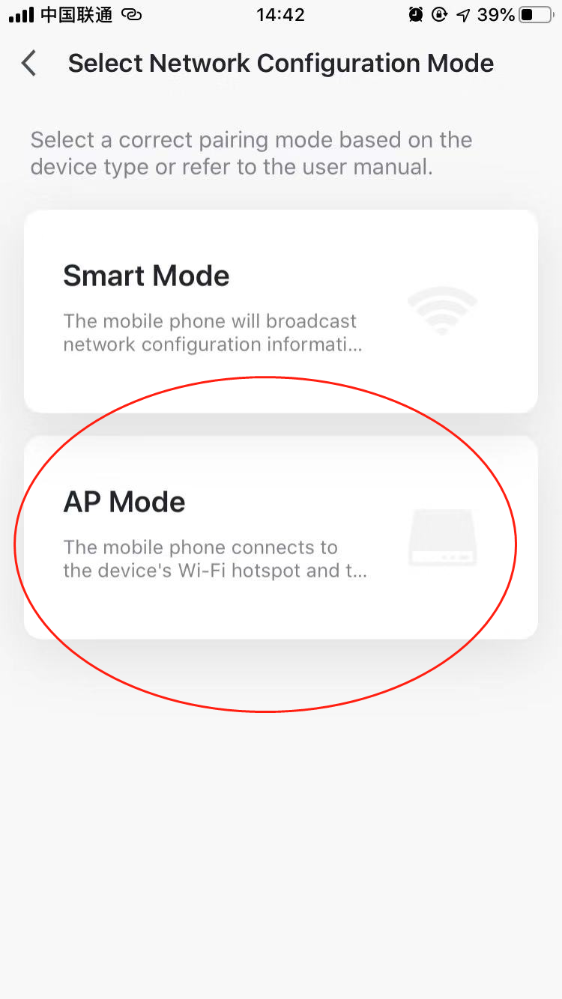 中国联通 14:42 39%
Select Network Configuration Mode
Select a correct pairing mode based on the
device type or refer to the user manual.
Smart Mode
The mobile phone will broadcast
network configuration informati...
AP Mode
The mobile phone connects to
the device's Wi-Fi hotspot and t...